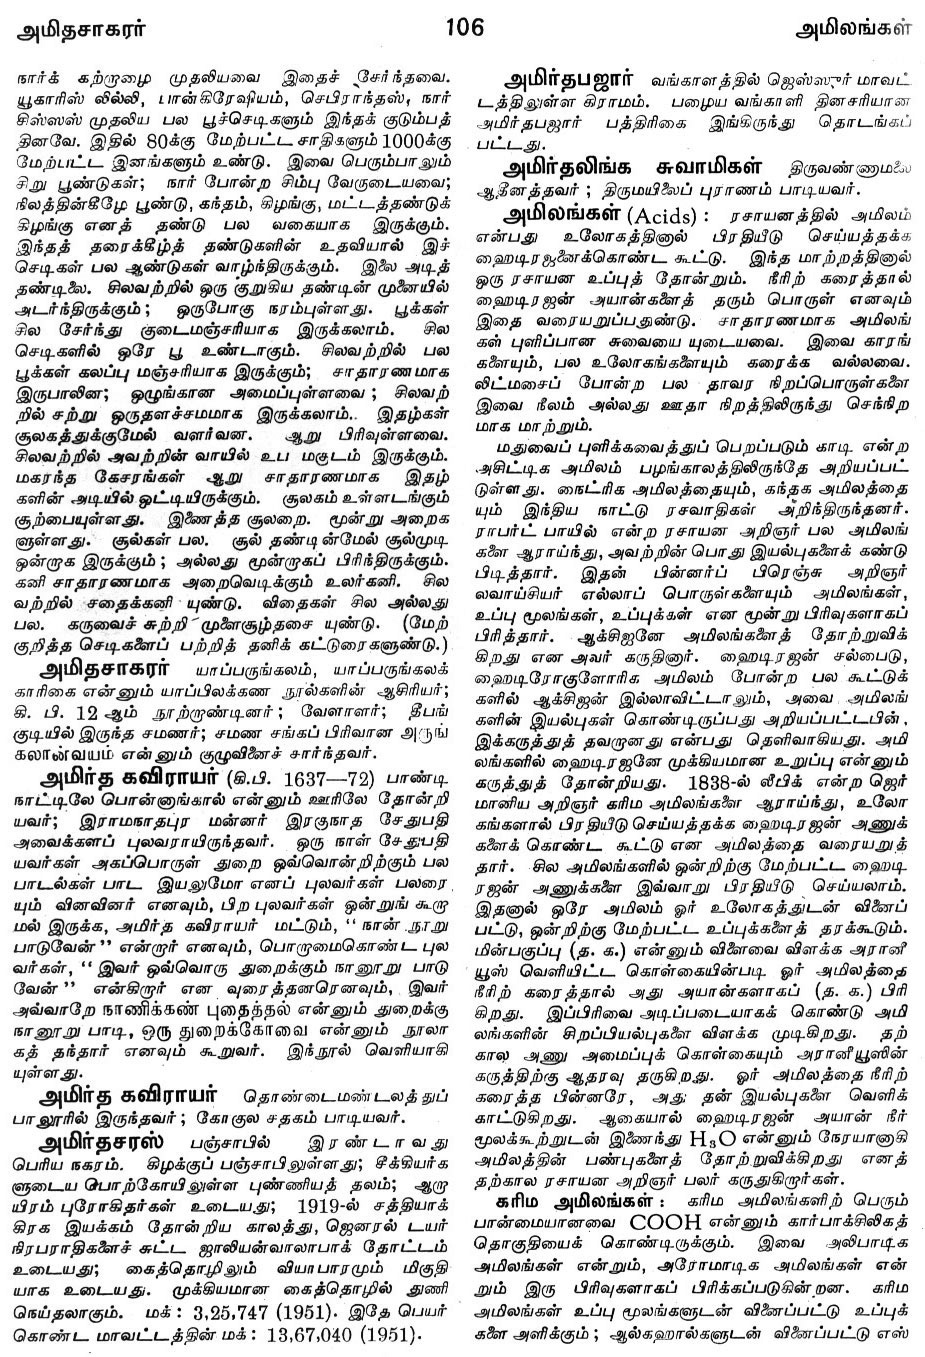 அமிதசாகரர்
106
அமிலங்கள்
நார்க் கற்றாழை முதலியவை இதைச் சேர்ந்தவை.
யூகாரிஸ் லில்லி, பான்கிரேஷியம், செபிராந்தஸ், நார்
சிஸ்ஸஸ் முதலிய பல பூச்செடிகளும் இந்தக் குடும்பத்
தினவே. இதில் 80க்கு மேற்பட்ட சாதிகளும் 1000க்கு
மேற்பட்ட இனங்களும் உண்டு. இவை பெரும்பாலும்
சிறு பூண்டுகள்; நார் போன்ற சிம்பு வேருடையவை;
நிலத்தின்கீழே பூண்டு, கந்தம், கிழங்கு, மட்டத்தண்டுக்
கிழங்கு எனத் தண்டு பல வகையாக இருக்கும்.
இந்தத் தரைக்கீழ்த் தண்டுகளின் உதவியால் இச்
செடிகள் பல ஆண்டுகள் வாழ்ந்திருக்கும். இலை அடித்
தண்டிலை. சிலவற்றில் ஒரு குறுகிய தண்டின் முனையில்
அடர்ந்திருக்கும்; ஒருபோகு நரம்புள்ளது. பூக்கள்
சில சேர்ந்து குடைமஞ்சரியாக இருக்கலாம். சில
செடிகளில் ஒரே பூ உண்டாகும். சிலவற்றில் பல
பூக்கள் கலப்பு மஞ்சரியாக இருக்கும்; சாதாரணமாக
இருபாலின; ஒழுங்கான அமைப்புள்ளவை; சிலவற்
றில் சற்று ஒருதளச்சமமாக இருக்கலாம். இதழ்கள்
சூலகத்துக்குமேல் வளர்வன. ஆறு பிரிவுள்ளவை.
சிலவற்றில் அவற்றின் வாயில் உப மகுடம் இருக்கும்.
மகரந்த கேசரங்கள் ஆறு சாதாரணமாக இதழ்
களின் அடியில் ஒட்டியிருக்கும். சூலகம் உள்ளடங்கும்
சூற்பையுள்ளது. இணைத்த சூலறை. மூன்று அறைக
ளுள்ளது. சூல்கள் பல. சூல் தண்டின்மேல் சூல்முடி
ஒன்றாக இருக்கும்; அல்லது மூன்றாகப் பிரிந்திருக்கும்.
கனி சாதாரணமாக அறைவெடிக்கும் உலர்கனி. சில
வற்றில் சதைக்கனி யுண்டு. விதைகள் சில அல்லது
பல. கருவைச் சுற்றி முளைசூழ்தசை யுண்டு. (மேற்
குறித்த செடிகளைப் பற்றித் தனிக் கட்டுரைகளுண்டு.)
அமிதசாகரர் யாப்பருங்கலம், யாப்பருங்கலக்
காரிகை என்னும் யாப்பிலக்கண நூல்களின் ஆசிரியர்;
கி. பி. 12 ஆம் நூற்றாண்டினர்; வேளாளர்; தீபங்
குடியில் இருந்த சமணர்; சமண சங்கப் பிரிவான அருங்
கலான்வயம் என்னும் குழுவினைச் சார்ந்தவர்.
அமிர்த கவிராயர் (கி.பி. 1637—72) பாண்டி
நாட்டிலே பொன்னாங்கால் என்னும் ஊரிலே தோன்றி
யவர்; இராமநாதபுர மன்னர் இரகுநாத சேதுபதி
அவைக்களப் புலவராயிருந்தவர். ஒரு நாள் சேதுபதி
யவர்கள் அகப்பொருள் துறை ஒவ்வொன்றிற்கும் பல
பாடல்கள் பாட இயலுமோ எனப் புலவர்கள் பலரை
யும் வினவினர் எனவும், பிற புலவர்கள் ஒன்றுங் கூறா
மல் இருக்க, அமிர்த கவிராயர் மட்டும், “ நான் நூறு
பாடுவேன் ” என்றார் எனவும், பொறாமைகொண்ட புல
வர்கள், “ இவர் ஒவ்வொரு துறைக்கும் நானூறு பாடு
வேன் ” என்கிறார் என வுரைத்தனரெனவும், இவர்
அவ்வாறே நாணிக்கண் புதைத்தல் என்னும் துறைக்கு
நானூறு பாடி, ஒரு துறைக்கோவை என்னும் நூலா
கத் தந்தார் எனவும் கூறுவர். இந்நூல் வெளியாகி
யுள்ளது.
அமிர்த கவிராயர் தொண்டைமண்டலத்துப்
பாலூரில் இருந்தவர்; கோகுல சதகம் பாடியவர்.
அமிர்தசரஸ் பஞ்சாபில் இரண்டாவது
பெரிய நகரம். கிழக்குப் பஞ்சாபிலுள்ளது; சீக்கியர்க
ளுடைய பொற்கோயிலுள்ள புண்ணியத் தலம்; ஆறா
யிரம் புரோகிதர்கள் உடையது; 1919-ல் சத்தியாக்
கிரக இயக்கம் தோன்றிய காலத்து, ஜெனரல் டயர்
நிரபராதிகளைச் சுட்ட ஜாலியன்வாலாபாக் தோட்டம்
உடையது; கைத்தொழிலும் வியாபாரமும் மிகுதி
யாக உடையது. முக்கியமான கைத்தொழில் துணி
நெய்தலாகும். மக்: 3,25,747 (1951). இதே பெயர்
கொண்ட மாவட்டத்தின் மக்: 13,67,040 (1951).
அமிர்தபஜார் வங்காளத்தில் ஜெஸ்ஸுர் மாவட்
டத்திலுள்ள கிராமம். பழைய வங்காளி தினசரியான
அமிர்தபஜார் பத்திரிகை இங்கிருந்து தொடங்கப்
பட்டது.
அமிர்தலிங்க சுவாமிகள் திருவண்ணாமலை
ஆதீனத்தவர்; திருமயிலைப் புராணம் பாடியவர்.
அமிலங்கள் (Acids): ரசாயனத்தில் அமிலம்
என்பது உலோகத்தினால் பிரதியீடு செய்யத்தக்க
ஹைடிரஜனைக்கொண்ட கூட்டு. இந்த மாற்றத்தினால்
ஒரு ரசாயன உப்புத் தோன்றும். நீரிற் கரைத்தால்
ஹைடிரஜன் அயான்களைத் தரும் பொருள் எனவும்
இதை வரையறுப்பதுண்டு. சாதாரணமாக அமிலங்
கள் புளிப்பான சுவையை யுடையவை. இவை காரங்
களையும், பல உலோகங்களையும் கரைக்க வல்லவை.
லிட்மசைப் போன்ற பல தாவர நிறப்பொருள்களை
இவை நீலம் அல்லது ஊதா நிறத்திலிருந்து செந்நிற
மாக மாற்றும்.
மதுவைப் புளிக்கவைத்துப் பெறப்படும் காடி என்ற
அசிட்டிக அமிலம் பழங்காலத்திலிருந்தே அறியப்பட்
டுள்ளது. நைட்ரிக அமிலத்தையும், கந்தக அமிலத்தை
யும் இந்திய நாட்டு ரசவாதிகள் அறிந்திருந்தனர்.
ராபர்ட் பாயில் என்ற ரசாயன அறிஞர் பல அமிலங்
களை ஆராய்ந்து, அவற்றின் பொது இயல்புகளைக் கண்டு
பிடித்தார். இதன் பின்னர்ப் பிரெஞ்சு அறிஞர்
லவாய்சியர் எல்லாப் பொருள்களையும் அமிலங்கள்,
உப்பு மூலங்கள், உப்புக்கள் என மூன்று பிரிவுகளாகப்
பிரித்தார். ஆக்சிஜனே அமிலங்களைத் தோற்றுவிக்
கிறது என அவர் கருதினார். ஹைடிரஜன் சல்பைடு,
ஹைடிரோகுளோரிக அமிலம் போன்ற பல கூட்டுக்
களில் ஆக்சிஜன் இல்லாவிட்டாலும், அவை அமிலங்
களின் இயல்புகள் கொண்டிருப்பது அறியப்பட்டபின்,
இக்கருத்துத் தவறானது என்பது தெளிவாகியது. அமி
லங்களில் ஹைடிரஜனே முக்கியமான உறுப்பு என்னும்
கருத்துத் தோன்றியது. 1838-ல் லீபிக் என்ற ஜெர்
மானிய அறிஞர் கரிம அமிலங்களை ஆராய்ந்து, உலோ
கங்களால் பிரதியீடு செய்யத்தக்க ஹைடிரஜன் அணுக்
களைக் கொண்ட கூட்டு என அமிலத்தை வரையறுத்
தார். சில அமிலங்களில் ஒன்றிற்கு மேற்பட்ட ஹைடி
ரஜன் அணுக்களை இவ்வாறு பிரதியீடு செய்யலாம்.
இதனால் ஒரே அமிலம் ஓர் உலோகத்துடன் வினைப்
பட்டு, ஒன்றிற்கு மேற்பட்ட உப்புக்களைத் தரக்கூடும்.
மின்பகுப்பு (த. க.) என்னும் விளைவை விளக்க அரானீ
யூஸ் வெளியிட்ட கொள்கையின்படி ஓர் அமிலத்தை
நீரிற் கரைத்தால் அது அயான்களாகப் (த. க.) பிரி
கிறது. இப்பிரிவை அடிப்படையாகக் கொண்டு அமி
லங்களின் சிறப்பியல்புகளை விளக்க முடிகிறது. தற்
கால அணு அமைப்புக் கொள்கையும் அரானீயூஸின்
கருத்திற்கு ஆதரவு தருகிறது. ஓர் அமிலத்தை நீரிற்
கரைத்த பின்னரே, அது தன் இயல்புகளை வெளிக்
காட்டுகிறது. ஆகையால் ஹைடிரஜன் அயான் நீர்
மூலக்கூற்றுடன் இணைந்து H₃O என்னும் நேரயானாகி
அமிலத்தின் பண்புகளைத் தோற்றுவிக்கிறது எனத்
தற்கால ரசாயன அறிஞர் பலர் கருதுகிறார்கள்.
கரிம அமிலங்கள்: கரிம அமிலங்களிற் பெரும்
பான்மையானவை COOH என்னும் கார்பாக்சிலிகத்
தொகுதியைக் கொண்டிருக்கும். இவை அலிபாடிக
அமிலங்கள் என்றும், அரோமாடிக அமிலங்கள் என்
றும் இரு பிரிவுகளாகப் பிரிக்கப்படுகின்றன. கரிம
அமிலங்கள் உப்பு மூலங்களுடன் வினைப்பட்டு உப்புக்
களை அளிக்கும்; ஆல்கஹால்களுடன் வினைப்பட்டு எஸ்